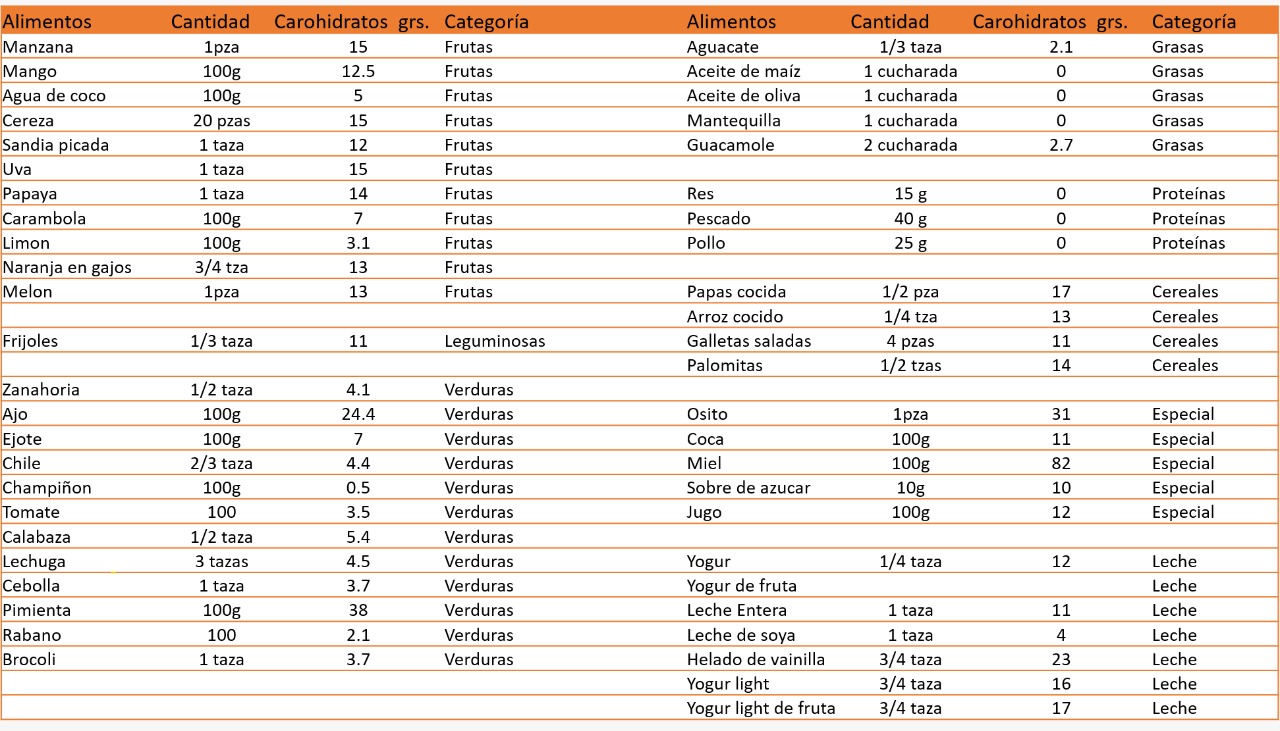 Alimentos Cantidad Carohidratos grs. Categoría Alimentos Cantidad Carohidratos grs. Categoría
Manzana 1pza 15 Frutas Aguacate 1/3 taza 2.1 Grasas
Mango 100g 12.5 Frutas Aceite de maíz 1 cucharada 0 Grasas
Agua de coco 100g 5 Frutas Aceite de oliva 1 cucharada 0 Grasas
Cereza 20 pzas 15 Frutas Mantequilla 1 cucharada 0 Grasas
Sandia picada 1 taza 12 Frutas Guacamole 2 cucharada 2.7 Grasas
Uva 1 taza 15 Frutas
Papaya 1 taza 14 Frutas Res 15 g 0 Proteínas
Carambola 100g 7 Frutas Pescado 40 g 0 Proteínas
Limon 100g 3.1 Frutas Pollo 25 g 0 Proteínas
Naranja en gajos 3/4 tza 13 Frutas
Melon 1pza 13 Frutas Papas cocida 1/2 pza 17 Cereales
Arroz cocido 1/4 tza 13 Cereales
Frijoles 1/3 taza 11 Leguminosas Galletas saladas 4 pzas 11 Cereales
Palomitas 1/2 tzas 14 Cereales
Zanahoria 1/2 taza 4.1 Verduras
Ajo 100g 24.4 Verduras Osito 1pza 31 Especial
Ejote 100g 7 Verduras Coca 100g 11 Especial
Chile 2/3 taza 4.4 Verduras Miel 100g 82 Especial
Champiñon 100g 0.5 Verduras Sobre de azucar 10g 10 Especial
Tomate 100 3.5 Verduras Jugo 100g 12 Especial
Calabaza 1/2 taza 5.4 Verduras
Lechuga 3 tazas 4.5 Verduras Yogur 1/4 taza 12 Leche
Cebolla 1 taza 3.7 Verduras Yogur de fruta Leche
Pimienta 100g 38 Verduras Leche Entera 1 taza 11 Leche
Rabano 100 2.1 Verduras Leche de soya 1 taza 4 Leche
Brocoli 1 taza 3.7 Verduras Helado de vainilla 3/4 taza 23 Leche
Yogur light 3/4 taza 16 Leche
Yogur light de fruta 3/4 taza 17 Leche